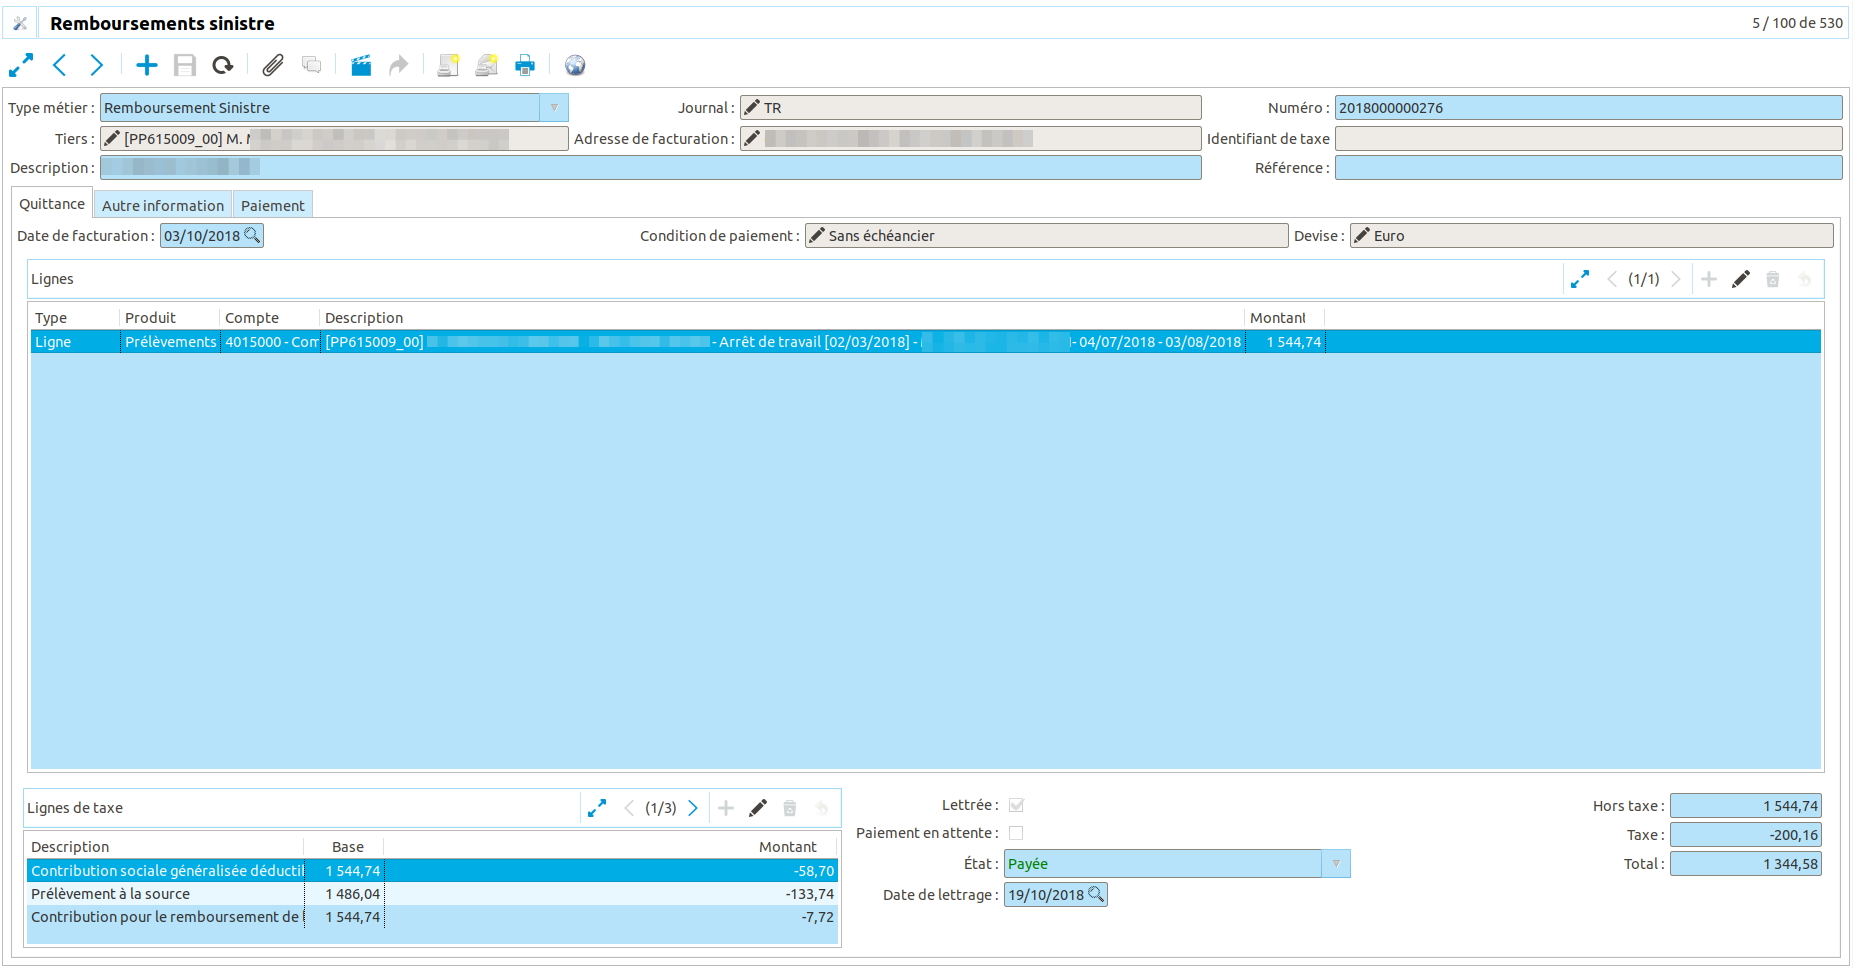 Remboursements sinistre 5 / 100 de 530
Type métier : Remboursement Sinistre Journal : TR Numéro : 2018000000276
Tiers : [PP615009_00] M. Adresse de facturation : Identifiant de taxe
Description : Référence :
Quittance Autre information Paiement
Date de facturation : 03/10/2018 Condition de paiement : Sans échéancier Devise : Euro
Lignes (1/1)
Type Produit Compte Description Montant
Ligne Prélèvements 4015000 - Com [PP615009_00] - Arrêt de travail [02/03/2018] - - 04/07/2018 - 03/08/2018 1 544,74
Lignes de taxe (1/3)
Description Base Montant
Contribution sociale généralisée déducti 1 544,74 -58,70
Prélèvement à la source 1 486,04 -133,74
Contribution pour le remboursement de 1 544,74 -7,72
Lettrée :
Paiement en attente :
État : Payée
Date de lettrage : 19/10/2018
Hors taxe : 1 544,74
Taxe : -200,16
Total : 1 344,58